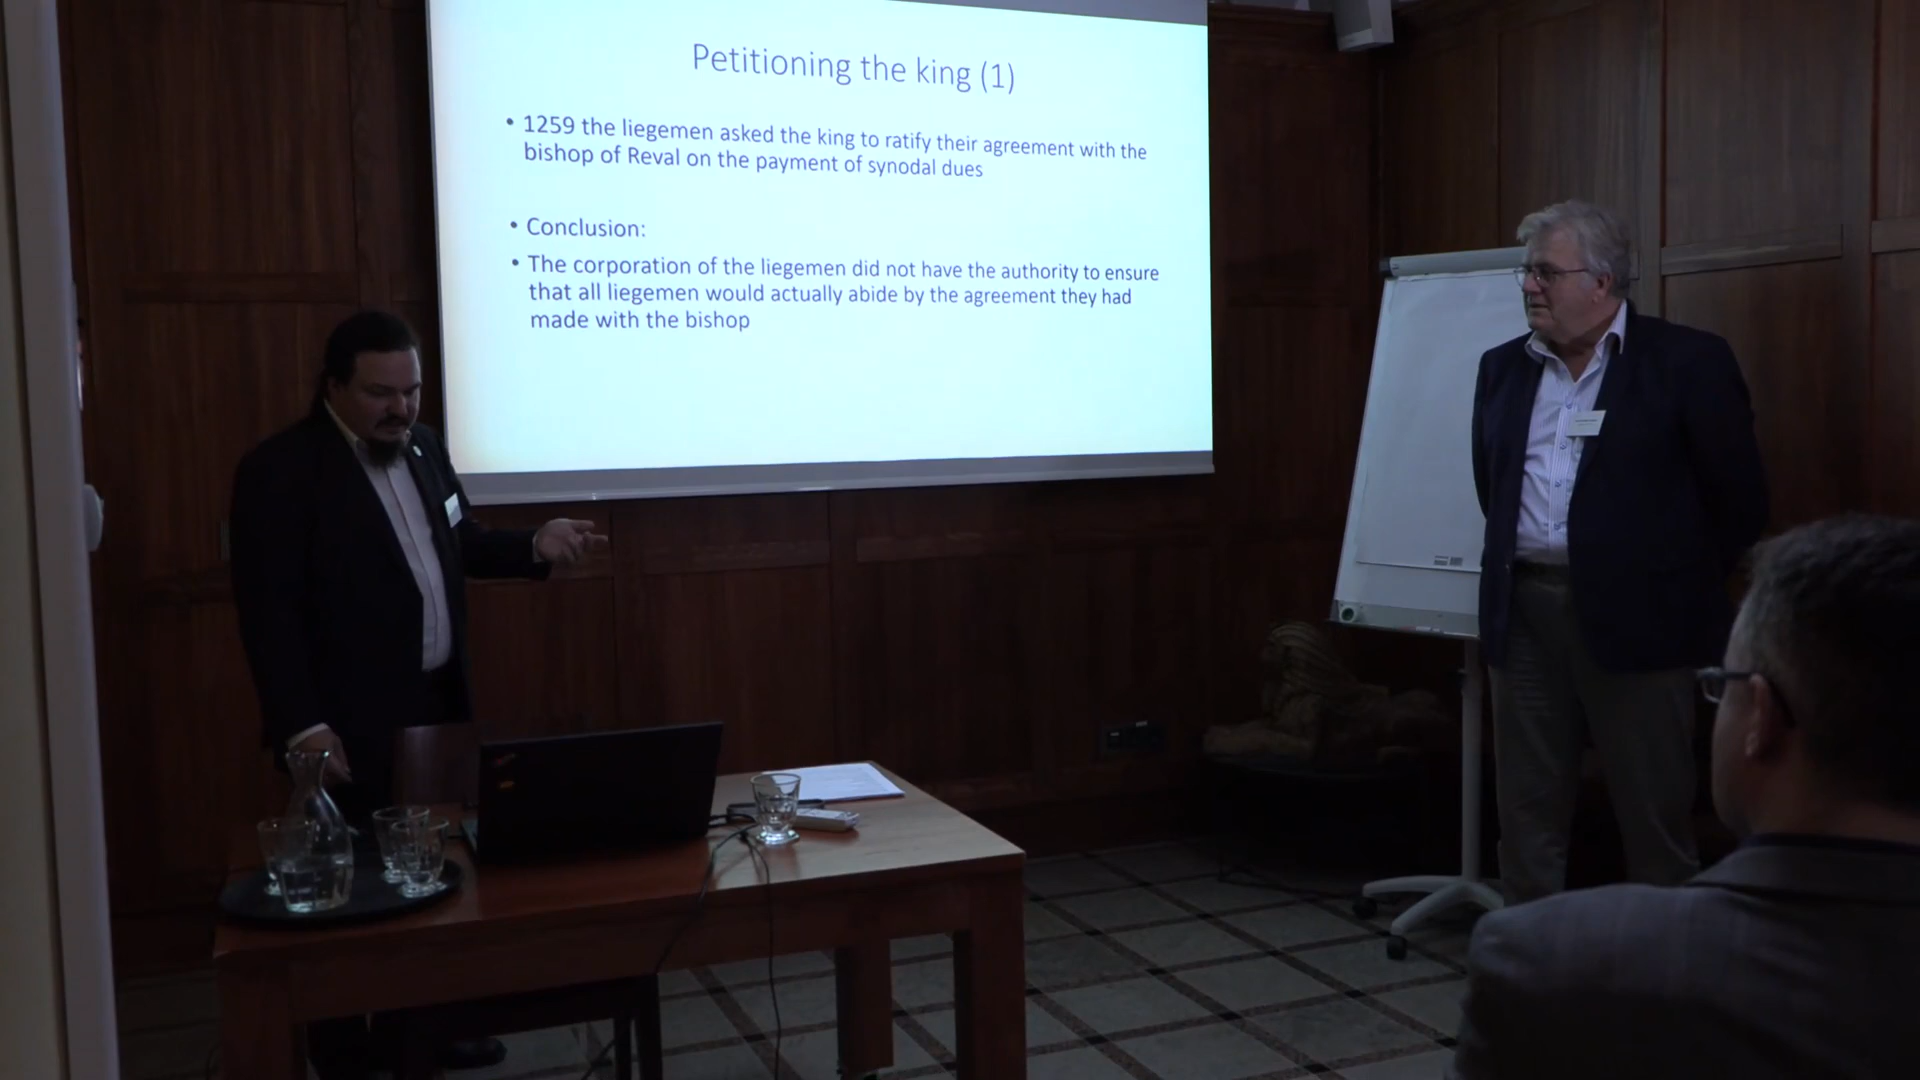 Petitioning the king (1)
• 1259 the liegemen asked the king to ratify their agreement with the
bishop of Reval on the payment of synodal dues
• Conclusion:
• The corporation of the liegemen did not have the authority to ensure
that all liegemen would actually abide by the agreement they had
made with the bishop